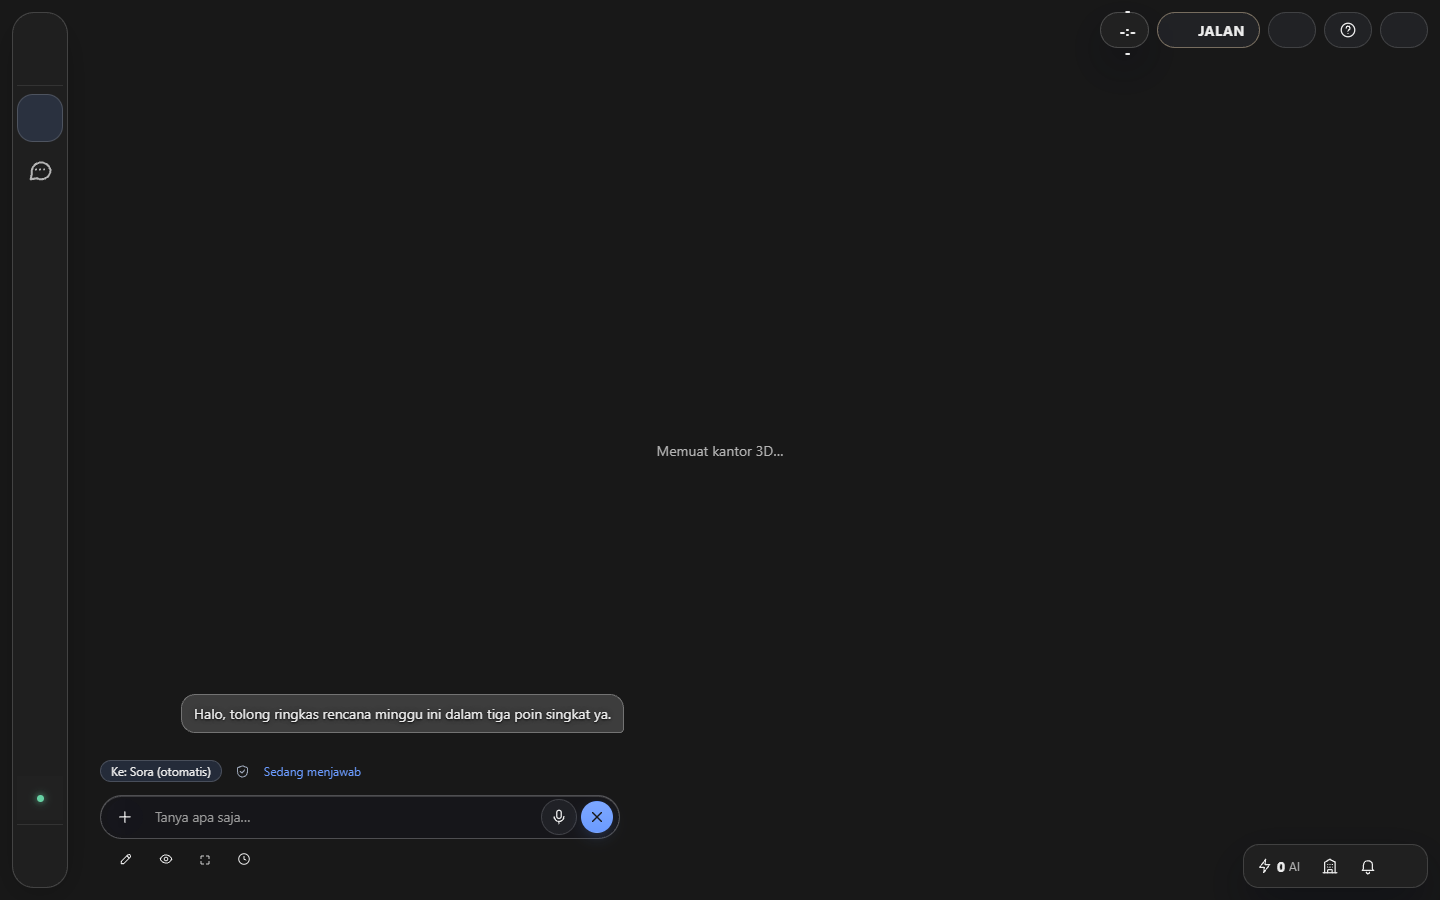 -
-:-
-
JALAN
Memuat kantor 3D...
Halo, tolong ringkas rencana minggu ini dalam tiga poin singkat ya.
Ke: Sora (otomatis)
Sedang menjawab
Tanya apa saja...
0 AI